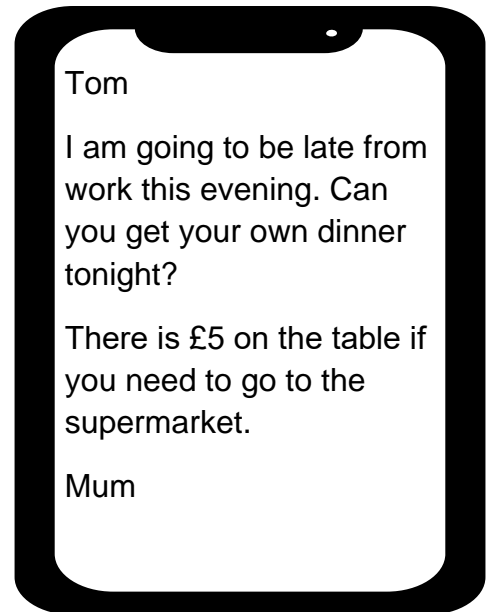 Tom
I am going to be late from
work this evening. Can
you get your own dinner
tonight?
There is £5 on the table if
you need to go to the
supermarket.
Mum